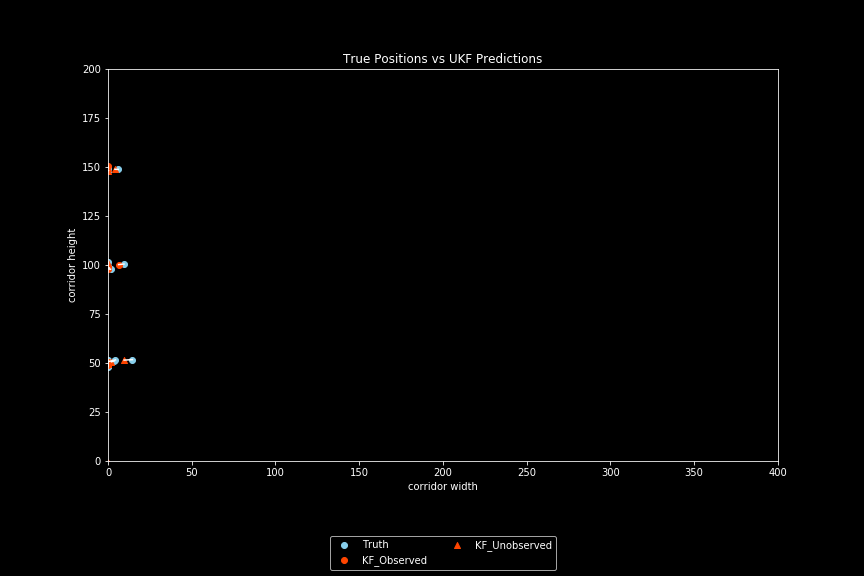 True Positions vs UKF Predictions
200
175
150
125
100
75
50
25
0
corridor height
0 50 100 150 200 250 300 350 400
corridor width
Truth KF_Unobserved
KF_Observed